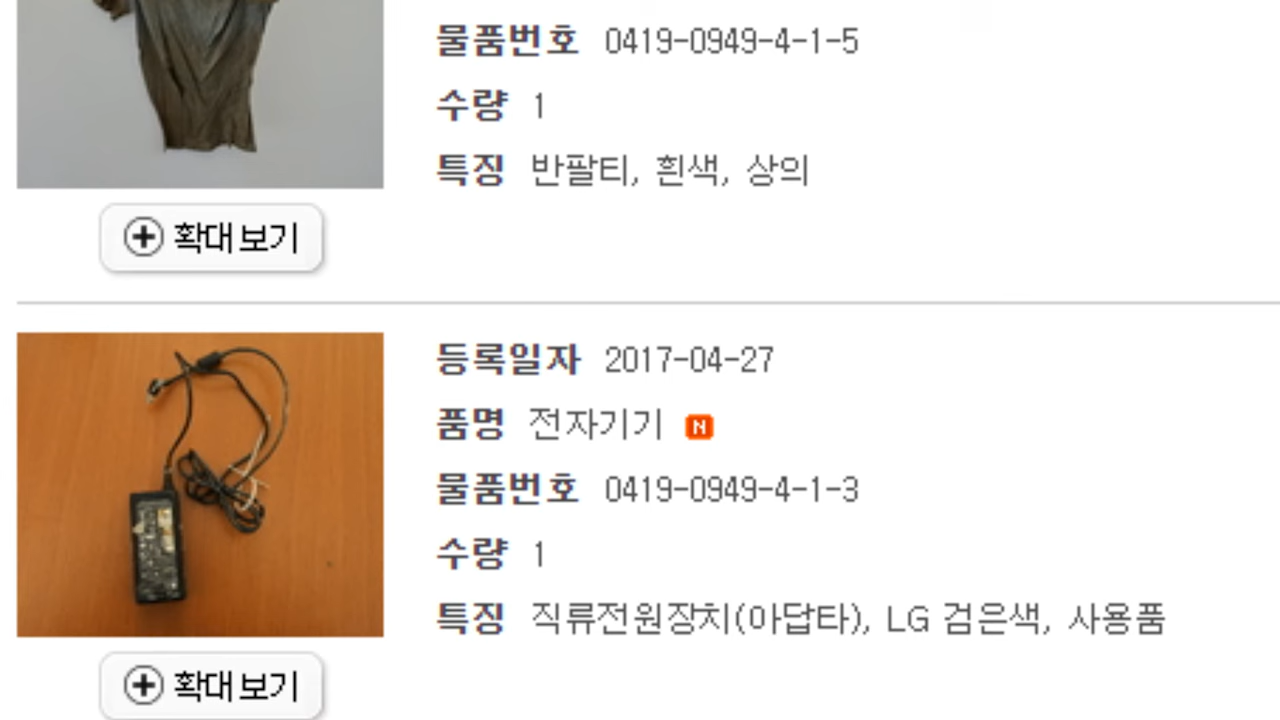 물품번호 0419-0949-4-1-5
수량 1
특징 반팔티, 흰색, 상의
확대보기
등록일자 2017-04-27
품명 전자기기 N
물품번호 0419-0949-4-1-3
수량 1
특징 직류전원장치(아답타), LG 검은색, 사용품
확대보기